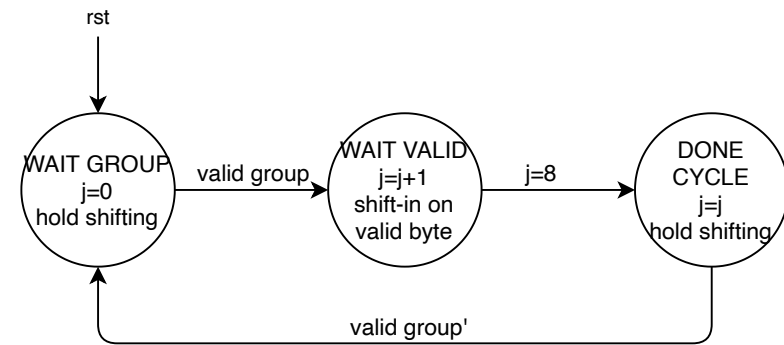 rst
WAIT GROUP
j=0
hold shifting
valid group
WAIT VALID
j=j+1
shift-in on
valid byte
j=8
DONE
CYCLE
j=j
hold shifting
valid group'